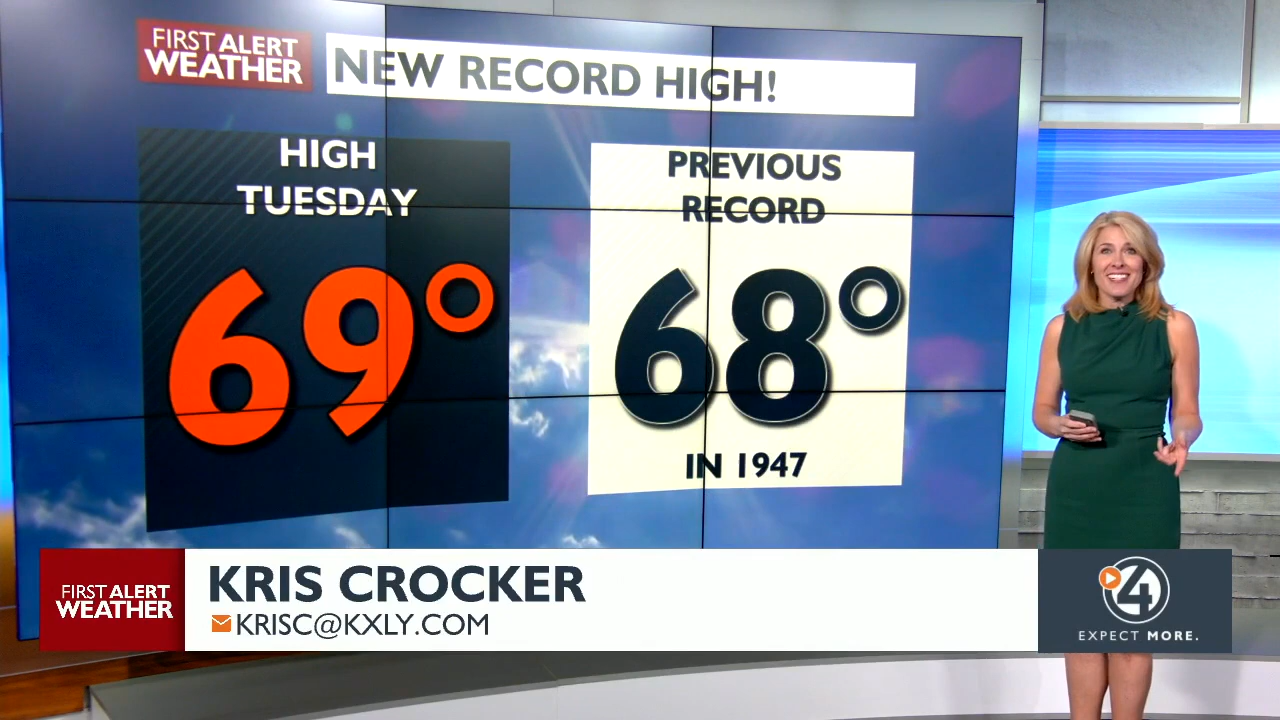 FIRST ALERT
WEATHER
NEW RECORD HIGH!
HIGH
TUESDAY
69°
PREVIOUS
RECORD
68°
IN 1947
FIRST ALERT
WEATHER
KRIS CROCKER
KRISC@KXLY.COM
4
EXPECT MORE.